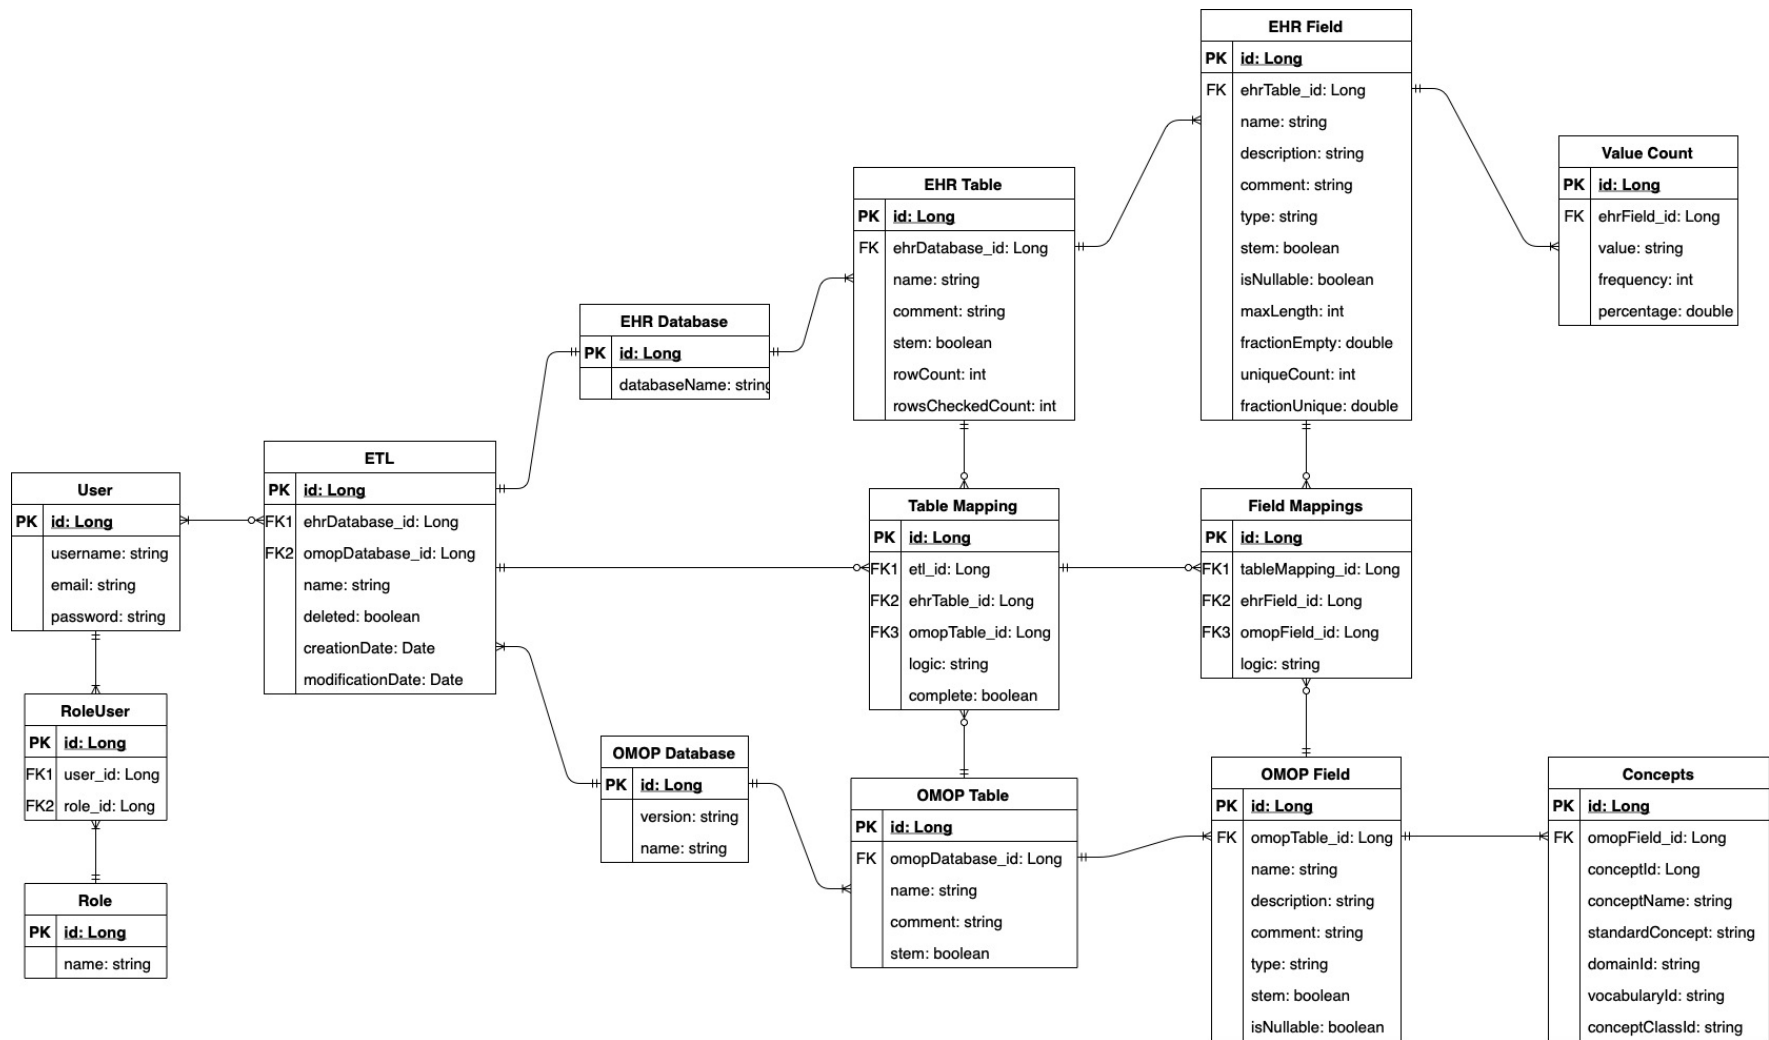 EHR Field
PK id: Long
FK ehrTable_id: Long
name: string
description: string
comment: string
type: string
stem: boolean
isNullable: boolean
maxLength: int
fractionEmpty: double
uniqueCount: int
fractionUnique: double
Value Count
PK id: Long
FK ehrField_id: Long
value: string
frequency: int
percentage: double
EHR Table
PK id: Long
FK ehrDatabase_id: Long
name: string
comment: string
stem: boolean
rowCount: int
rowsCheckedCount: int
EHR Database
PK id: Long
databaseName: string
ETL
PK id: Long
FK1 ehrDatabase_id: Long
FK2 omopDatabase_id: Long
name: string
deleted: boolean
creationDate: Date
modificationDate: Date
User
PK id: Long
username: string
email: string
password: string
Table Mapping
PK id: Long
FK1 etl_id: Long
FK2 ehrTable_id: Long
FK3 omopTable_id: Long
logic: string
complete: boolean
Field Mappings
PK id: Long
FK1 tableMapping_id: Long
FK2 ehrField_id: Long
FK3 omopField_id: Long
logic: string
RoleUser
PK id: Long
FK1 user_id: Long
FK2 role_id: Long
Role
PK id: Long
name: string
OMOP Database
PK id: Long
version: string
name: string
OMOP Table
PK id: Long
FK omopDatabase_id: Long
name: string
comment: string
stem: boolean
OMOP Field
PK id: Long
FK omopTable_id: Long
name: string
description: string
comment: string
type: string
stem: boolean
isNullable: boolean
Concepts
PK id: Long
FK omopField_id: Long
conceptId: Long
conceptName: string
standardConcept: string
domainId: string
vocabularyId: string
conceptClassId: string